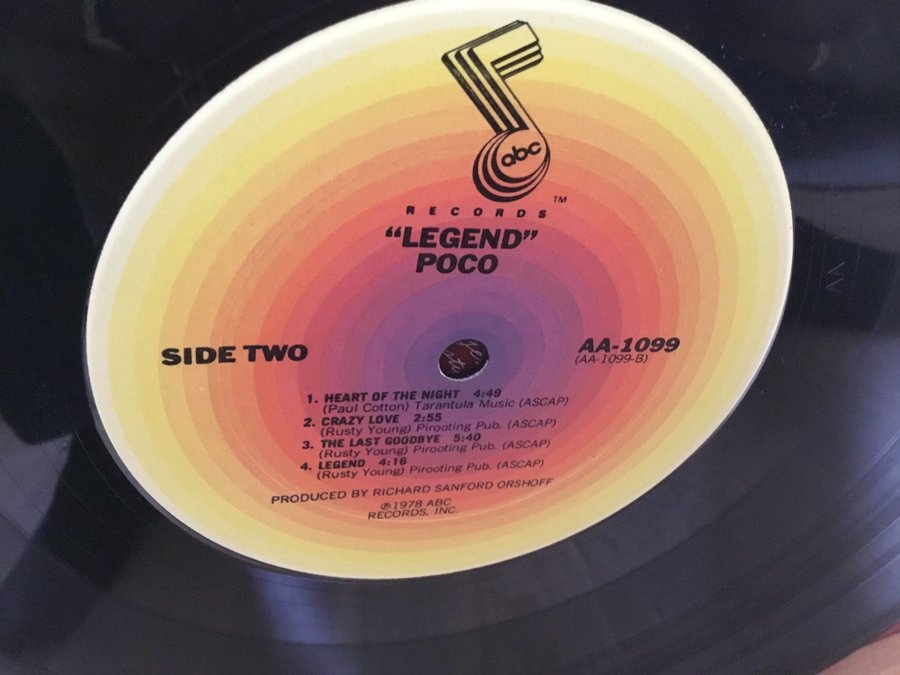 abc
RECORDS ™
“LEGEND”
POCO
SIDE TWO
AA-1099
(AA-1099-B)
1. HEART OF THE NIGHT 4:49
(Paul Cotton) Tarantula Music (ASCAP)
2. CRAZY LOVE 2:55
(Rusty Young) Pirooting Pub. (ASCAP)
3. THE LAST GOODBYE 5:40
(Rusty Young) Pirooting Pub. (ASCAP)
4. LEGEND 4:16
(Rusty Young) Pirooting Pub. (ASCAP)
PRODUCED BY RICHARD SANFORD ORSHOFF
℗1978 ABC
RECORDS, INC.